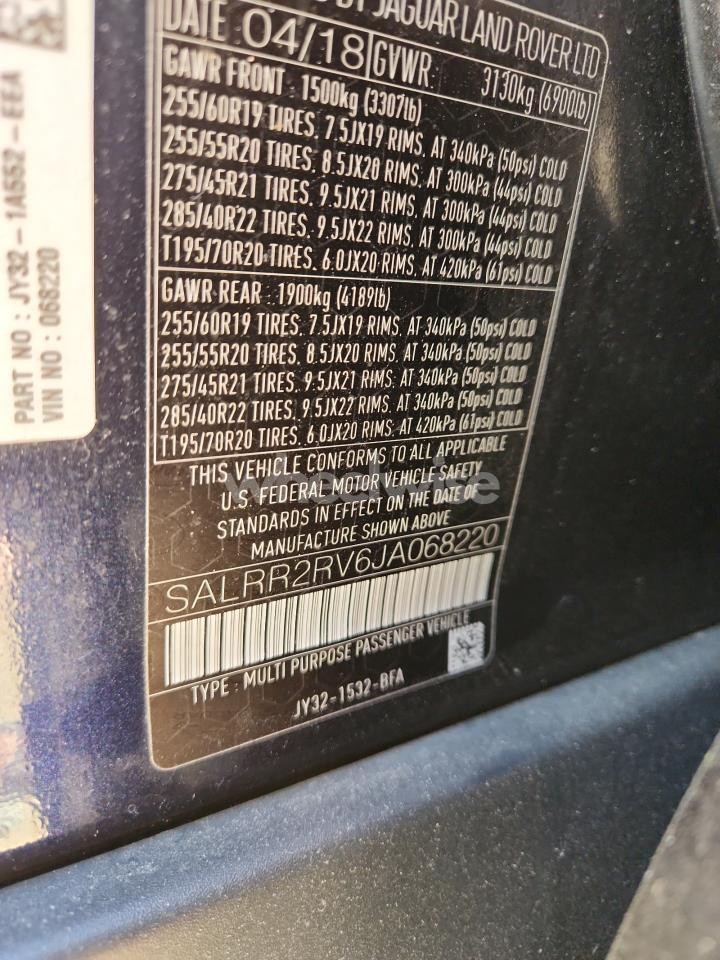 BY JAGUAR LAND ROVER LTD
DATE 04/18 GVWR: 3130kg (6900lb)
GAWR FRONT 1500kg (3307lb)
255/60R19 TIRES, 7.5JX19 RIMS, AT 340kPa (50psi) COLD
255/55R20 TIRES, 8.5JX20 RIMS, AT 300kPa (44psi) COLD
275/45R21 TIRES, 9.5JX21 RIMS, AT 300kPa (44psi) COLD
285/40R22 TIRES, 9.5JX22 RIMS, AT 300kPa (44psi) COLD
T195/70R20 TIRES, 6.0JX20 RIMS, AT 420kPa (61psi) COLD
GAWR REAR 1900kg (4189lb)
255/60R19 TIRES, 7.5JX19 RIMS, AT 340kPa (50psi) COLD
255/55R20 TIRES, 8.5JX20 RIMS, AT 340kPa (50psi) COLD
275/45R21 TIRES, 9.5JX21 RIMS, AT 340kPa (50psi) COLD
285/40R22 TIRES, 9.5JX22 RIMS, AT 340kPa (50psi) COLD
T195/70R20 TIRES, 6.0JX20 RIMS, AT 420kPa (61psi) COLD
THIS VEHICLE CONFORMS TO ALL APPLICABLE
U.S. FEDERAL MOTOR VEHICLE SAFETY
STANDARDS IN EFFECT ON THE DATE OF
MANUFACTURE SHOWN ABOVE
SALRR2RV6JA068220
TYPE : MULTI PURPOSE PASSENGER VEHICLE
JY32-1532-BFA
PART NO : JY32-1A552-EEA
VIN NO : 068220